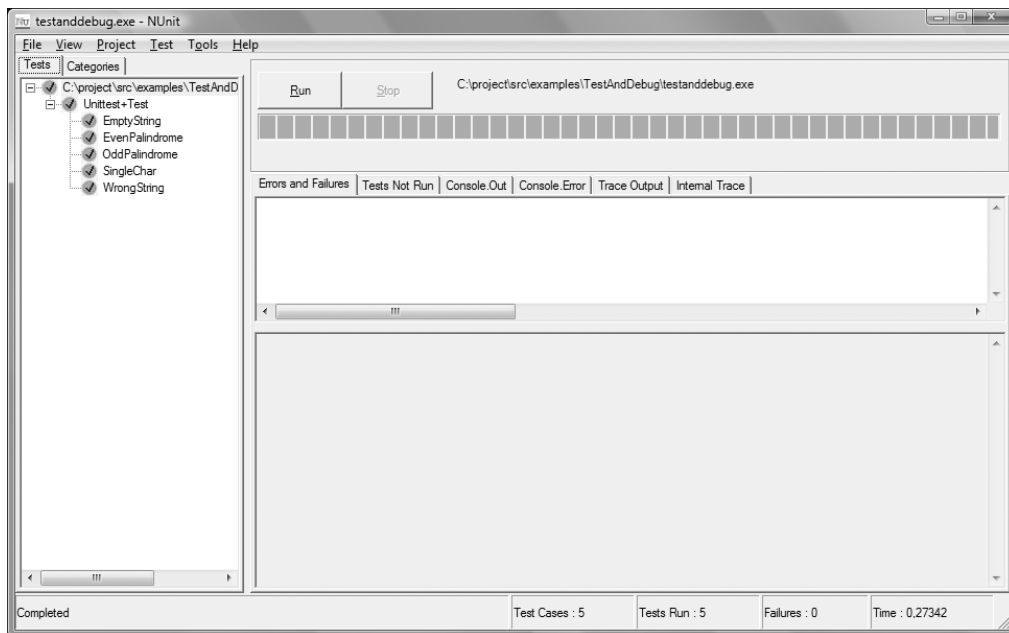 testanddebug.exe - NUnit
File View Project Test Tools Help
Tests Categories
C:\project\src\examples\TestAndD
Unittest+Test
EmptyString
EvenPalindrome
OddPalindrome
SingleChar
WrongString
Run Stop C:\project\src\examples\TestAndDebug\testanddebug.exe
Errors and Failures Tests Not Run Console.Out Console.Error Trace Output Internal Trace
Completed Test Cases : 5 Tests Run : 5 Failures : 0 Time : 0,27342